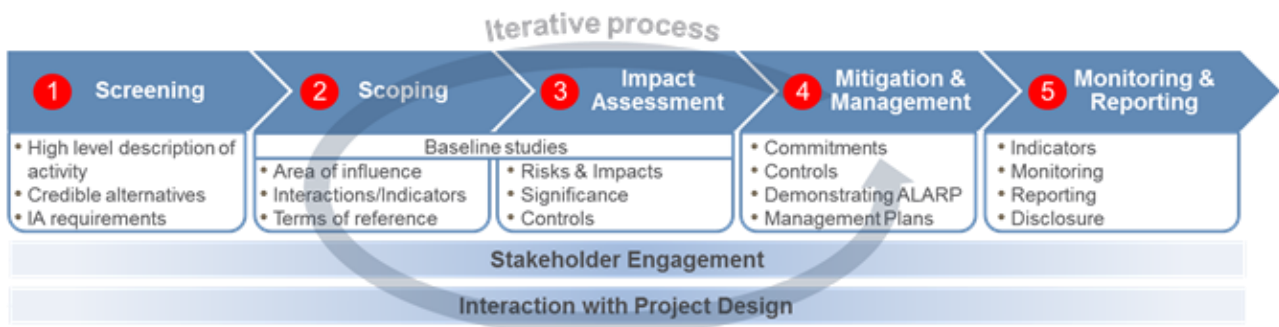 Iterative process
1 Screening
2 Scoping
3 Impact
Assessment
4 Mitigation &
Management
5 Monitoring &
Reporting
• High level description of
activity
• Credible alternatives
• IA requirements
Baseline studies
• Area of influence
• Interactions/Indicators
• Terms of reference
• Risks & Impacts
• Significance
• Controls
• Commitments
• Controls
• Demonstrating ALARP
• Management Plans
• Indicators
• Monitoring
• Reporting
• Disclosure
Stakeholder Engagement
Interaction with Project Design